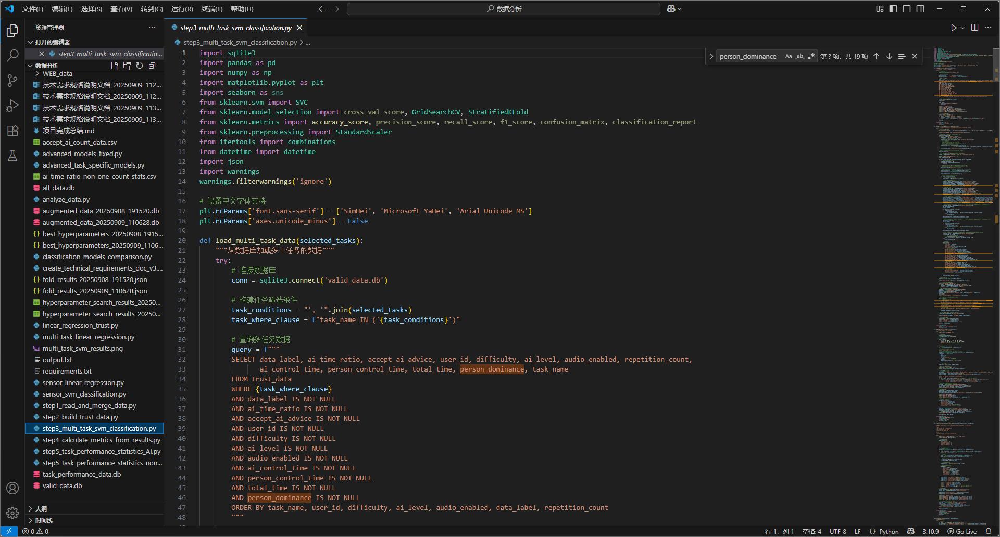 文件(F) 编辑(E) 选择(S) 查看(V) 转到(G) 运行(R) 终端(T) 帮助(H) 数据分析
资源管理器
打开的编辑器
step3_multi_task_svm_classificatio...
数据分析
WEB_data
技术需求规格说明文档_20250909_112...
技术需求规格说明文档_20250909_112...
技术需求规格说明文档_20250909_113...
技术需求规格说明文档_20250909_113...
项目完成总结.md
accept_ai_count_data.csv
advanced_models_fixed.py
advanced_task_specific_models.py
ai_time_ratio_non_one_count_stats.csv
all_data.db
analyze_data.py
augmented_data_20250908_191520.db
augmented_data_20250909_110628.db
best_hyperparameters_20250908_1915...
best_hyperparameters_20250909_1106...
classification_models_comparison.py
create_technical_requirements_doc_v3....
fold_results_20250908_191520.json
fold_results_20250909_110628.json
hyperparameter_search_results_20250...
hyperparameter_search_results_20250...
linear_regression_trust.py
multi_task_linear_regression.py
multi_task_svm_results.png
output.txt
requirements.txt
sensor_linear_regression.py
sensor_svm_classification.py
step1_read_and_merge_data.py
step2_build_trust_data.py
step3_multi_task_svm_classification.py
step4_calculate_metrics_from_results.py
step5_task_performance_statistics_AI.py
step5_task_performance_statistics_non...
task_performance_data.db
valid_data.db
大纲
时间线
step3_multi_task_svm_classification.py
step3_multi_task_svm_classification.py > ...
person_dominance Aa ab .* 第 ? 项，共 19 项
1 import sqlite3
2 import pandas as pd
3 import numpy as np
4 import matplotlib.pyplot as plt
5 import seaborn as sns
6 from sklearn.svm import SVC
7 from sklearn.model_selection import cross_val_score, GridSearchCV, StratifiedKFold
8 from sklearn.metrics import accuracy_score, precision_score, recall_score, f1_score, confusion_matrix, classification_report
9 from sklearn.preprocessing import StandardScaler
10 from itertools import combinations
11 from datetime import datetime
12 import json
13 import warnings
14 warnings.filterwarnings('ignore')
15
16 # 设置中文字体支持
17 plt.rcParams['font.sans-serif'] = ['SimHei', 'Microsoft YaHei', 'Arial Unicode MS']
18 plt.rcParams['axes.unicode_minus'] = False
19
20 def load_multi_task_data(selected_tasks):
21 """从数据库加载多个任务的数据"""
22 try:
23 # 连接数据库
24 conn = sqlite3.connect('valid_data.db')
25
26 # 构建任务筛选条件
27 task_conditions = "', '".join(selected_tasks)
28 task_where_clause = f"task_name IN ('{task_conditions}')"
29
30 # 查询多任务数据
31 query = f"""
32 SELECT data_label, ai_time_ratio, accept_ai_advice, user_id, difficulty, ai_level, audio_enabled, repetition_count,
33 ai_control_time, person_control_time, total_time, person_dominance, task_name
34 FROM trust_data
35 WHERE {task_where_clause}
36 AND data_label IS NOT NULL
37 AND ai_time_ratio IS NOT NULL
38 AND accept_ai_advice IS NOT NULL
39 AND user_id IS NOT NULL
40 AND difficulty IS NOT NULL
41 AND ai_level IS NOT NULL
42 AND audio_enabled IS NOT NULL
43 AND ai_control_time IS NOT NULL
44 AND person_control_time IS NOT NULL
45 AND total_time IS NOT NULL
46 AND person_dominance IS NOT NULL
47 ORDER BY task_name, user_id, difficulty, ai_level, audio_enabled, data_label, repetition_count
48 """
0 0 行 1，列 1 空格: 4 UTF-8 LF {} Python 3.10.9 Go Live